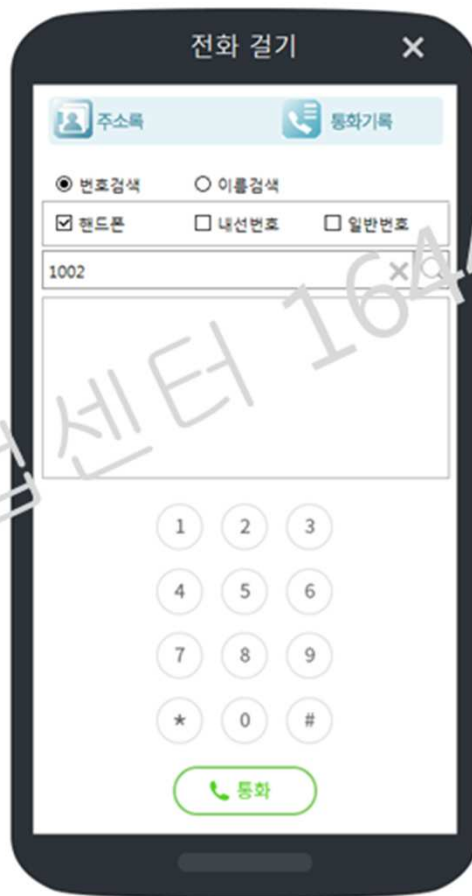 전화 걸기
주소록 통화기록
번호검색 이름검색
핸드폰 내선번호 일반번호
1002
센터 164
1 2 3
4 5 6
7 8 9
* 0 #
통화